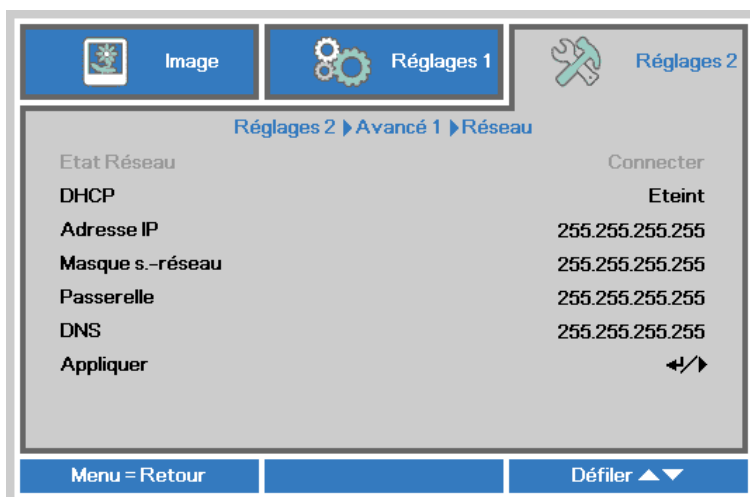 Image
Réglages 1
Réglages 2
Réglages 2 ▶ Avancé 1 ▶ Réseau
Etat Réseau Connecter
DHCP Eteint
Adresse IP 255.255.255.255
Masque s.-réseau 255.255.255.255
Passerelle 255.255.255.255
DNS 255.255.255.255
Appliquer ↵/▶
Menu = Retour
Défiler ▲▼